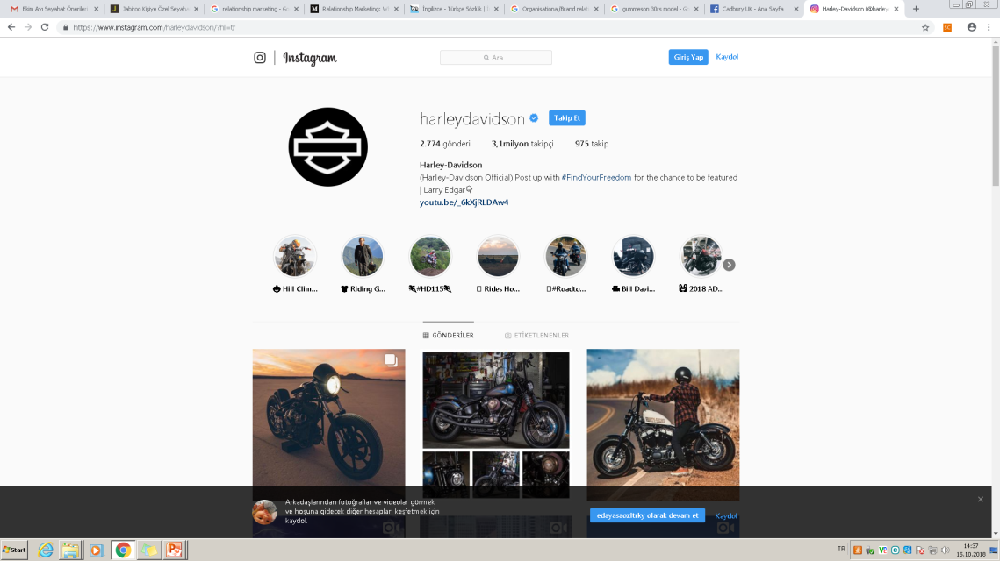 Ekim Ayı Seyahat Önerileri
Jabiroo Kişiye Özel Seyaha
relationship marketing - Go
Relationship Marketing: W
İngilizce - Türkçe Sözlük |
Organisational/Brand relat
gunmeson 30rs model - G
Cadbury UK - Ana Sayfa
Harley-Davidson (@harley
https://www.instagram.com/harleydavidson/?hl=tr
Instagram
Ara
Giriş Yap
Kaydol
harleydavidson
Takip Et
2.774 gönderi
3,1milyon takipçi
975 takip
Harley-Davidson
(Harley-Davidson Official) Post up with #FindYourFreedom for the chance to be featured
| Larry Edgar
youtu.be/_6kXjRLDAw4
Hill Clim...
Riding G...
#HD115
Rides Ho...
#Roadto...
Bill Davi...
2018 AD...
GÖNDERİLER
ETİKETLENENLER
Arkadaşlarından fotoğraflar ve videolar görmek
ve hoşuna gidecek diğer hesapları keşfetmek için
kaydol.
edayasaozltrky olarak devam et
Kaydol
Start
TR
14:37
15.10.2018